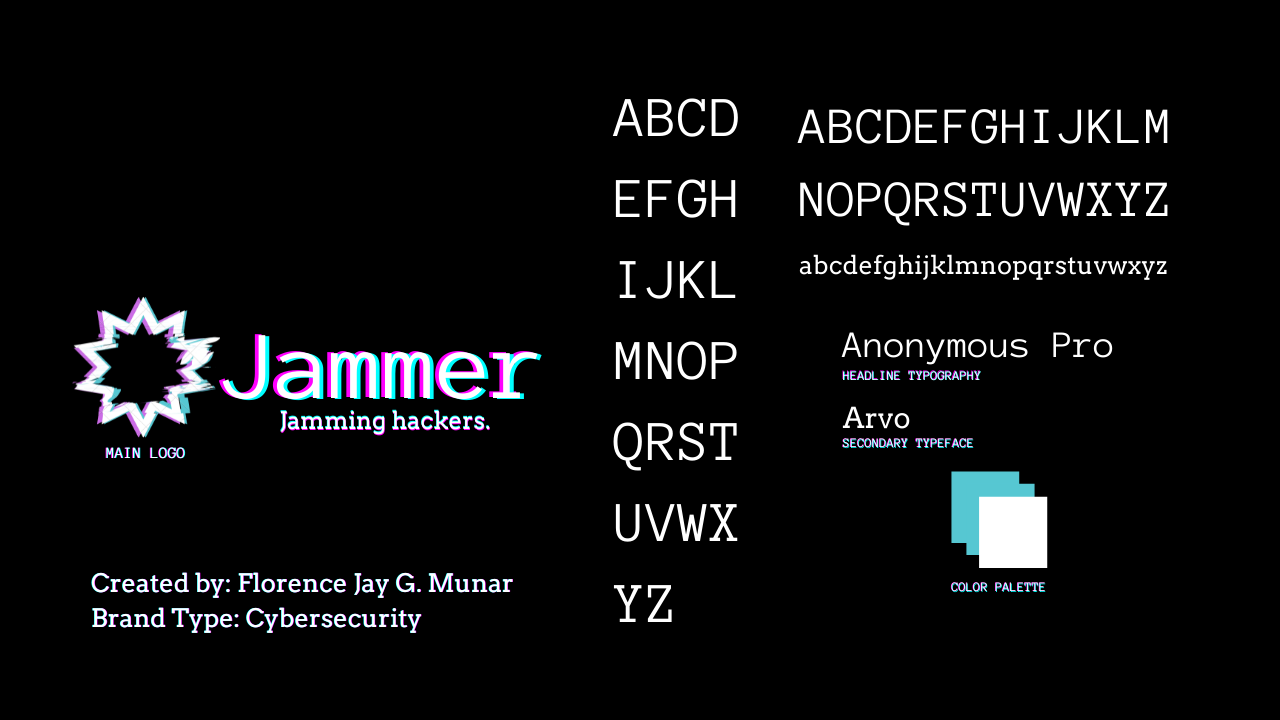 Jammer
Jamming hackers.
MAIN LOGO
Created by: Florence Jay G. Munar
Brand Type: Cybersecurity
ABCD
EFGH
IJKL
MNOP
QRST
UVWX
YZ
ABCDEFGHIJKLM
NOPQRSTUVWXYZ
abcdefghijklmnopqrstuvwxyz
Anonymous Pro
HEADLINE TYPOGRAPHY
Arvo
SECONDARY TYPEFACE
COLOR PALETTE